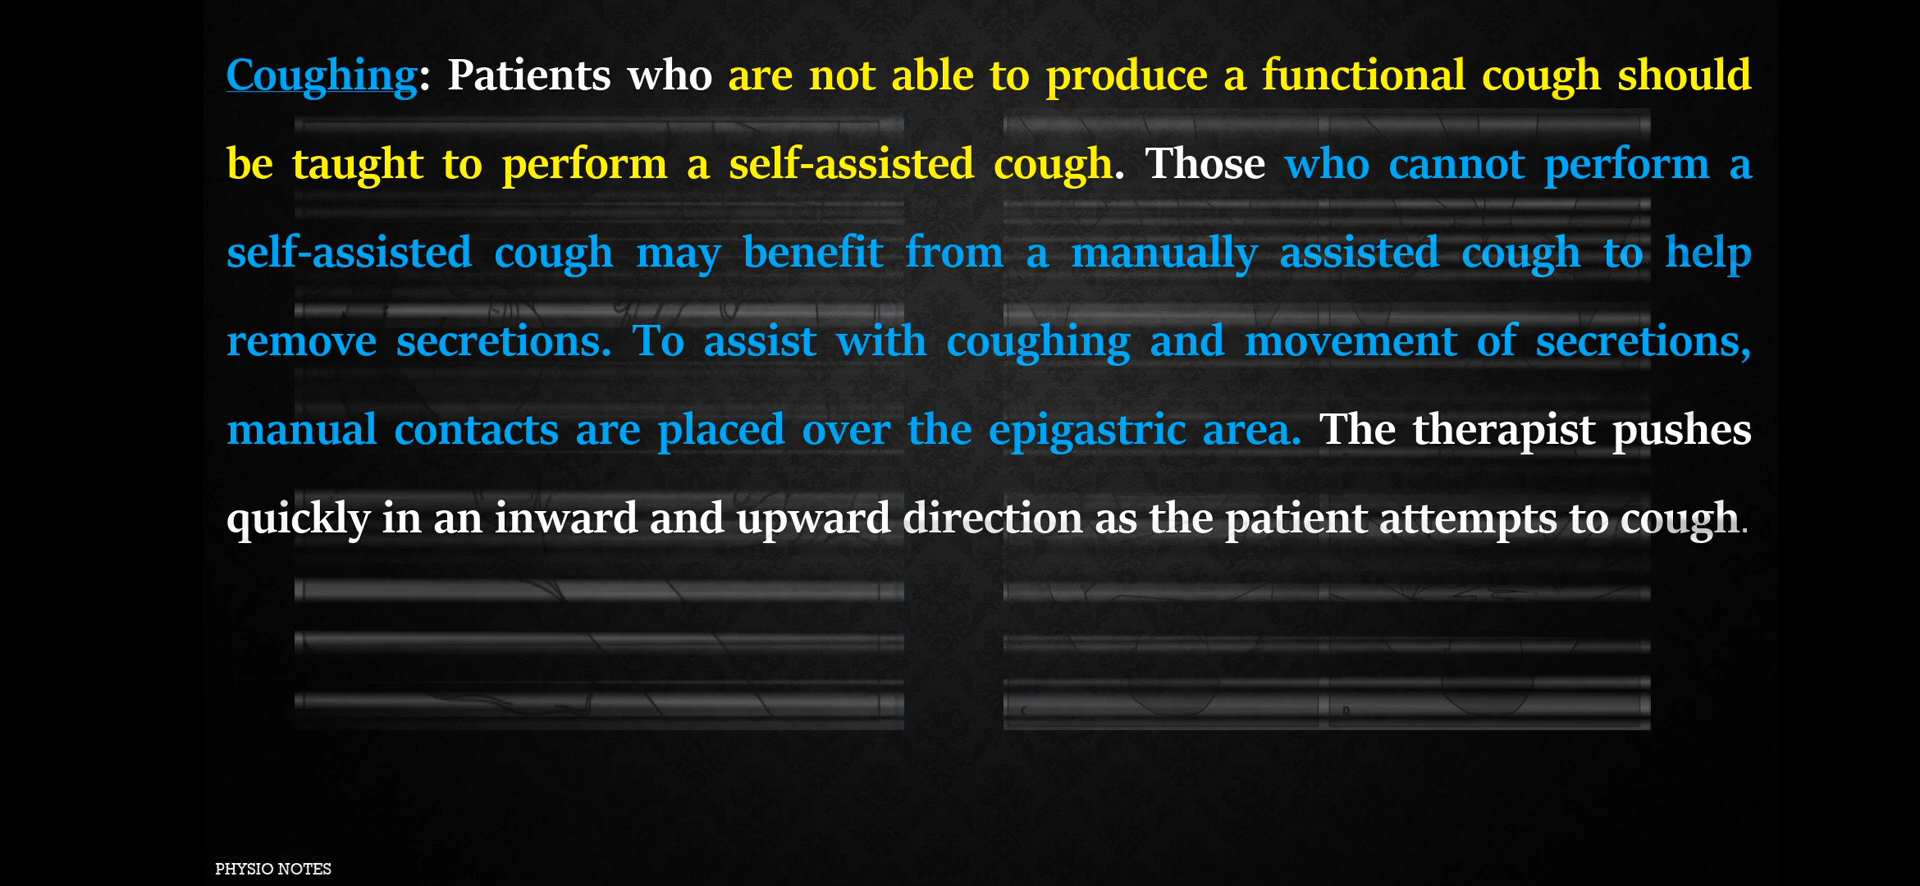 Coughing: Patients who are not able to produce a functional cough should
be taught to perform a self-assisted cough. Those who cannot perform a
self-assisted cough may benefit from a manually assisted cough to help
remove secretions. To assist with coughing and movement of secretions,
manual contacts are placed over the epigastric area. The therapist pushes
quickly in an inward and upward direction as the patient attempts to cough.
C
D
PHYSIO NOTES